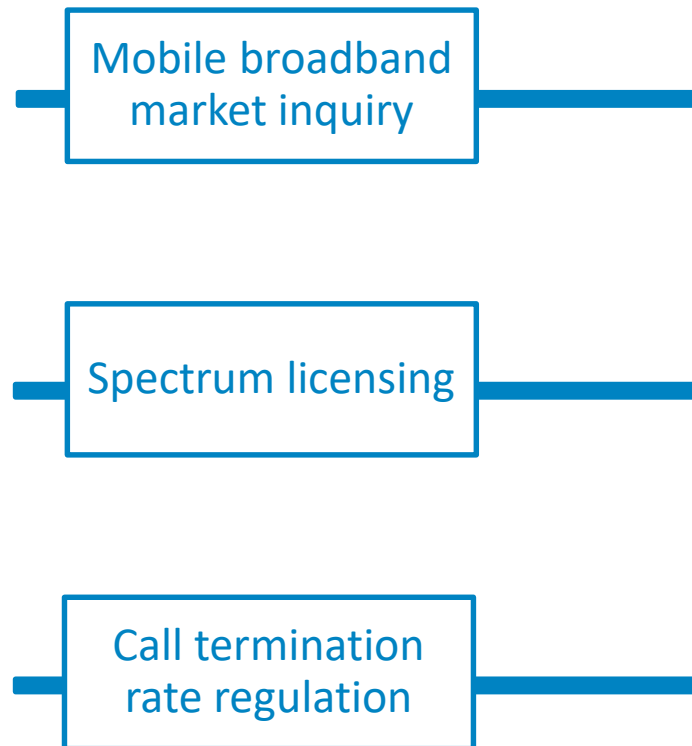 Mobile broadband
market inquiry
Spectrum licensing
Call termination
rate regulation